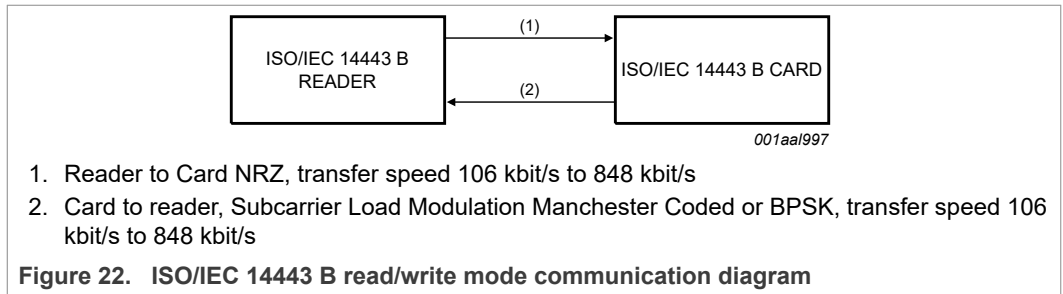 (1)
ISO/IEC 14443 B
READER
ISO/IEC 14443 B CARD
(2)
001aal997
1. Reader to Card NRZ, transfer speed 106 kbit/s to 848 kbit/s
2. Card to reader, Subcarrier Load Modulation Manchester Coded or BPSK, transfer speed 106
kbit/s to 848 kbit/s
Figure 22. ISO/IEC 14443 B read/write mode communication diagram